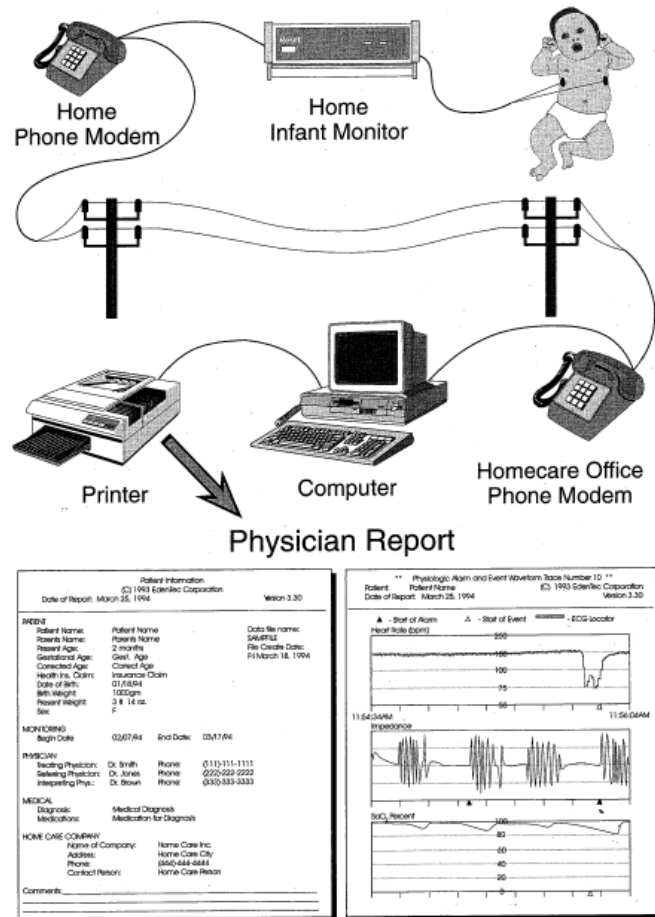 Reset
Home
Phone Modem
Home
Infant Monitor
Printer
Computer
Homecare Office
Phone Modem
Physician Report
Patient Information
(C) 1993 EdenTec Corporation
Date of Report: March 25, 1994 Version 3.30
PATIENT
Patient Name: Patient Name Data file name:
Parents Name: Parents Name SAMPFILE
Present Age: 2 months File Create Date:
Gestational Age: Gest. Age Fri March 18, 1994
Corrected Age: Correct Age
Health Ins. Claim: Insurance Claim
Date of Birth: 01/18/94
Birth Weight: 1000gm
Present Weight: 3 # 14 oz.
Sex: F
MONITORING
Begin Date 02/07/94 End Date: 03/17/94
PHYSICIAN
Treating Physician: Dr. Smith Phone: (111)-111-1111
Referring Physician: Dr. Jones Phone: (222)-222-2222
Interpreting Phys.: Dr. Brown Phone: (333)-333-3333
MEDICAL
Diagnosis: Medical Diagnosis
Medications: Medication for Diagnosis
HOME CARE COMPANY
Name of Company: Home Care Inc.
Address: Home Care City
Phone: (444)-444-4444
Contact Person: Home Care Person
Comments:
** Physiologic Alarm and Event Waveform Trace Number 10 **
Patient: Patient Name (C) 1993 EdenTec Corporation
Date of Report: March 25, 1994 Version 3.30
▲ - Start of Alarm △ - Start of Event - ECG-Locator
Heart Rate (bpm)
250
150
100
75
50
11:54:34AM 11:56:04AM
Impedance
SaO2 Percent
100
80
60
40
20
0